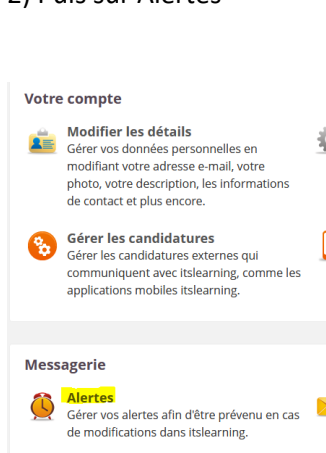 2) Puis sur Alertes
Votre compte
Modifier les détails
Gérer vos données personnelles en
modifiant votre adresse e-mail, votre
photo, votre description, les informations
de contact et plus encore.
Gérer les candidatures
Gérer les candidatures externes qui
communiquent avec itslearning, comme les
applications mobiles itslearning.
Messagerie
Alertes
Gérer vos alertes afin d'être prévenu en cas
de modifications dans itslearning.